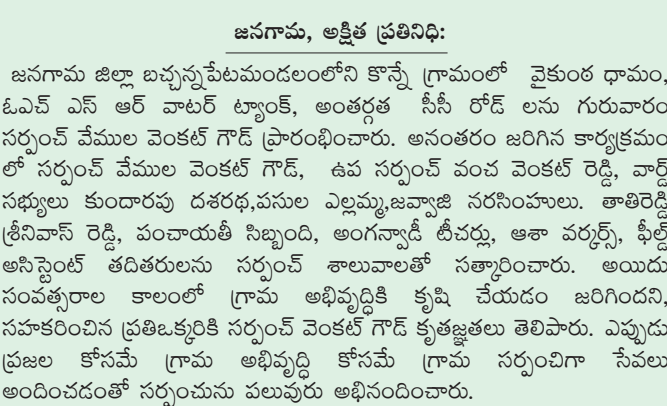 జనగామ, అక్షిత ప్రతినిధి:
జనగామ జిల్లా బచ్చన్నపేటమండలంలోని కొన్నే గ్రామంలో వైకుంఠ ధామం,
ఓఎచ్ ఎస్ ఆర్ వాటర్ ట్యాంక్, అంతర్గత సీసీ రోడ్ లను గురువారం
సర్పంచ్ వేముల వెంకట్ గౌడ్ ప్రారంభించారు. అనంతరం జరిగిన కార్యక్రమం
లో సర్పంచ్ వేముల వెంకట్ గౌడ్, ఉప సర్పంచ్ వంచ వెంకట్ రెడ్డి, వార్డ్
సభ్యులు కుందారపు దశరథ,పసుల ఎల్లమ్మ,జవ్వాజి నరసింహులు. తాతిరెడ్డి
శ్రీనివాస్ రెడ్డి, పంచాయతీ సిబ్బంది, అంగన్వాడీ టీచర్లు, ఆశా వర్కర్స్, ఫీల్డ్
అసిస్టెంట్ తదితరులను సర్పంచ్ శాలువాలతో సత్కారించారు. అయిదు
సంవత్సరాల కాలంలో గ్రామ అభివృద్ధికి కృషి చేయడం జరిగిందని,
సహకరించిన ప్రతిఒక్కరికి సర్పంచ్ వెంకట్ గౌడ్ కృతజ్ఞతలు తెలిపారు. ఎప్పుడు
ప్రజల కోసమే గ్రామ అభివృద్ధి కోసమే గ్రామ సర్పంచిగా సేవలు
అందించడంతో సర్పంచును పలువురు అభినందించారు.